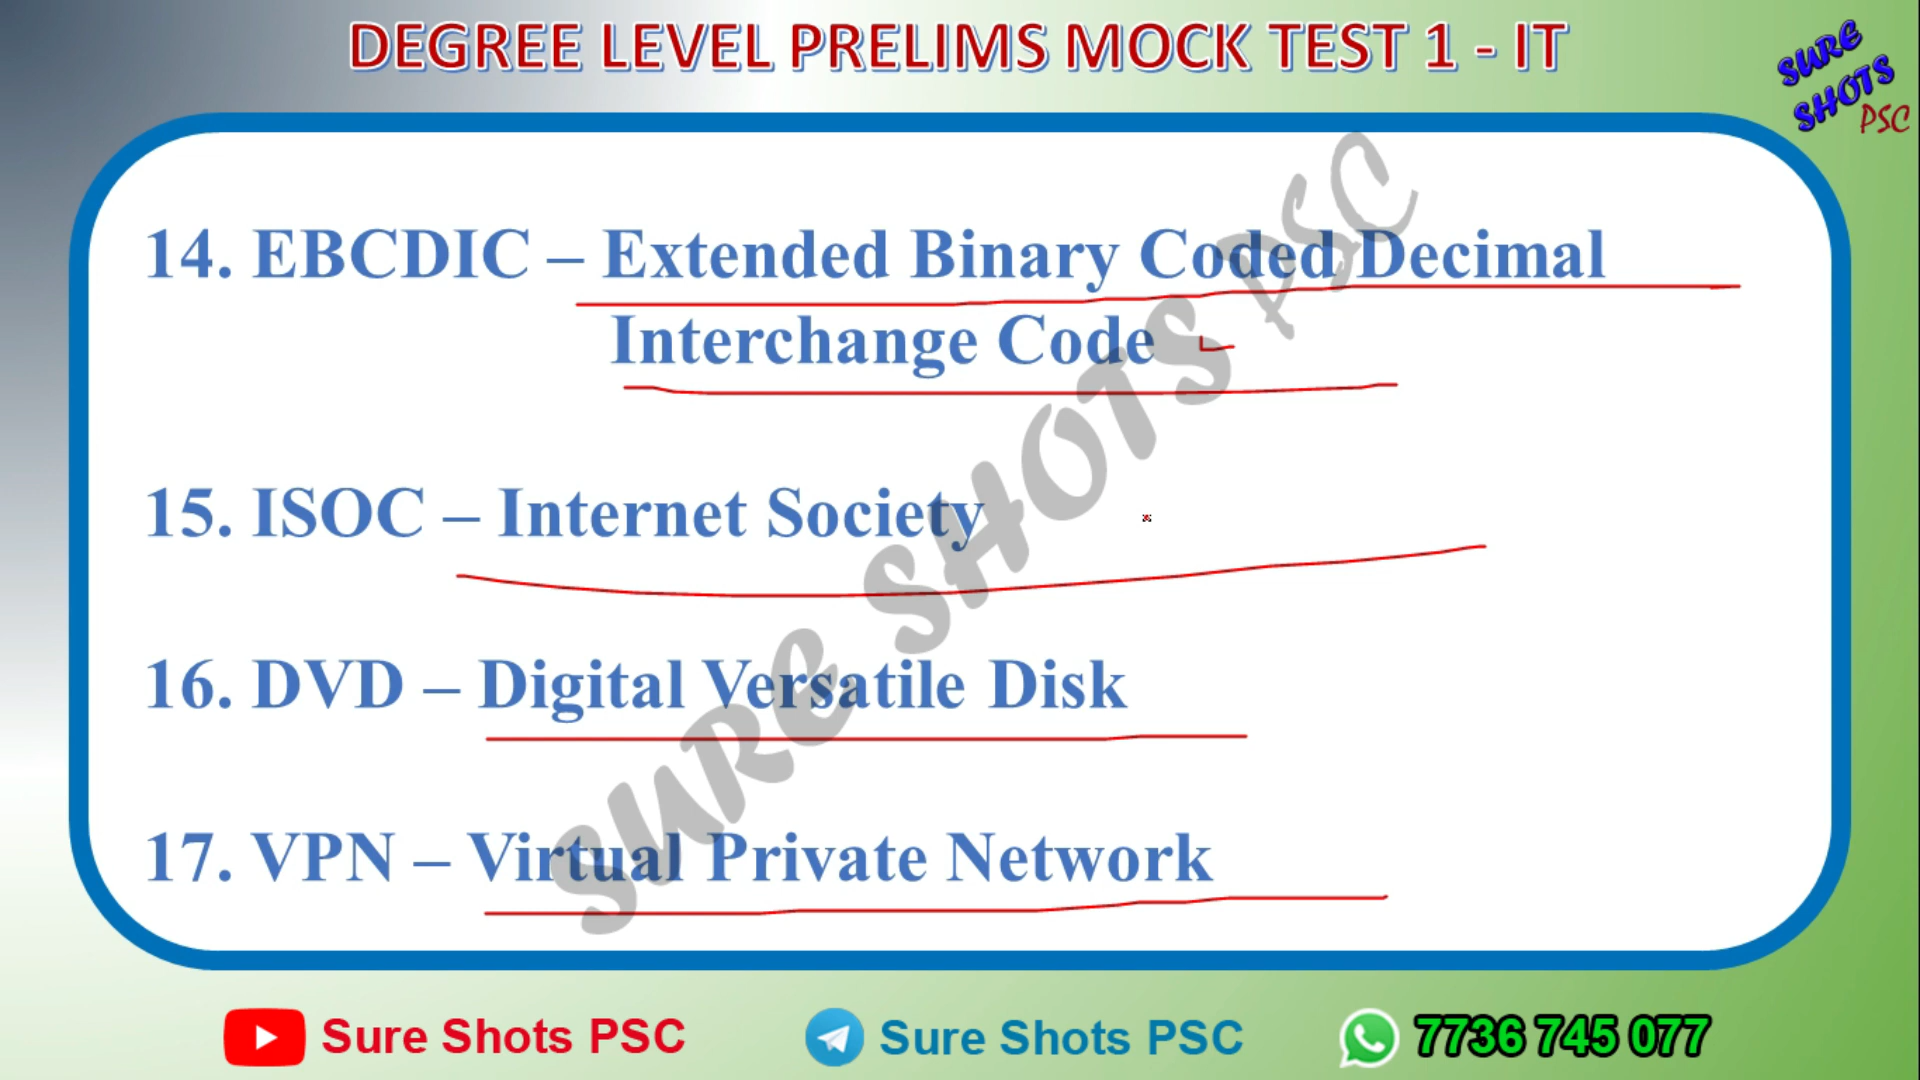 DEGREE LEVEL PRELIMS MOCK TEST 1 - IT
SURE
SHOTS
PSC
14. EBCDIC – Extended Binary Coded Decimal
Interchange Code
15. ISOC – Internet Society
16. DVD – Digital Versatile Disk
17. VPN – Virtual Private Network
SURE SHOTS PSC
Sure Shots PSC
Sure Shots PSC
7736 745 077